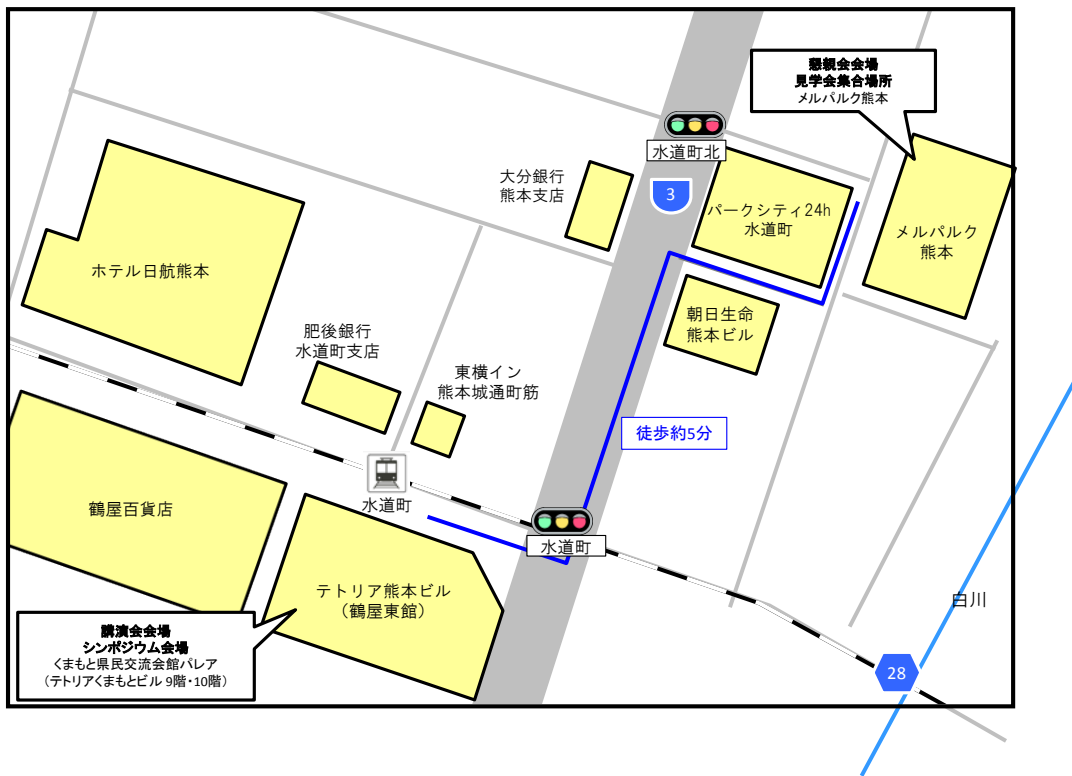 懇親会会場
見学会集合場所
メルパルク熊本
水道町北
3
大分銀行
熊本支店
パークシティ24h
水道町
メルパルク
熊本
ホテル日航熊本
朝日生命
熊本ビル
肥後銀行
水道町支店
東横イン
熊本城通町筋
徒歩約5分
水道町
鶴屋百貨店
水道町
テトリア熊本ビル
(鶴屋東館)
白川
講演会会場
シンポジウム会場
くまもと県民交流会館パレア
(テトリアくまもとビル 9階・10階)
28